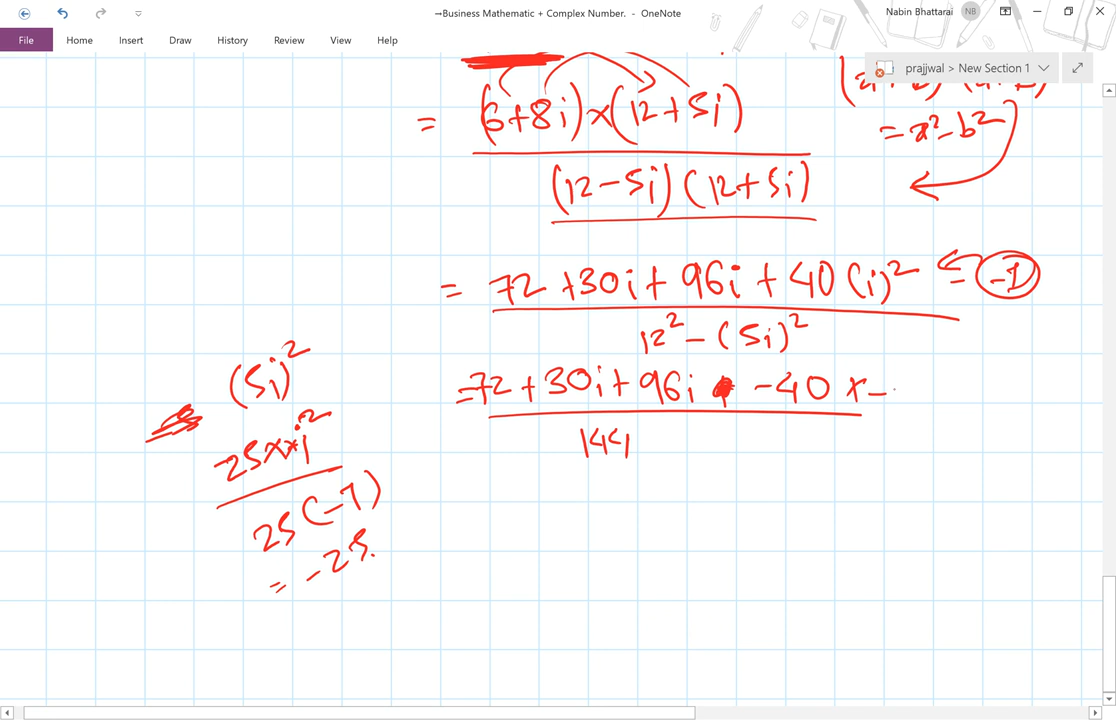 →Business Mathematic + Complex Number. - OneNote
Nabin Bhattarai NB
File Home Insert Draw History Review View Help
prajjwal > New Section 1
= (6+8i)×(12+5i)
(12-5i)(12+5i)
= a²-b²
= 72+30i+96i+40(i)² -1
12²-(5i)²
=72+30i+96i -40×-
144
(5i)²
25××i²
25(-1)
= -25.